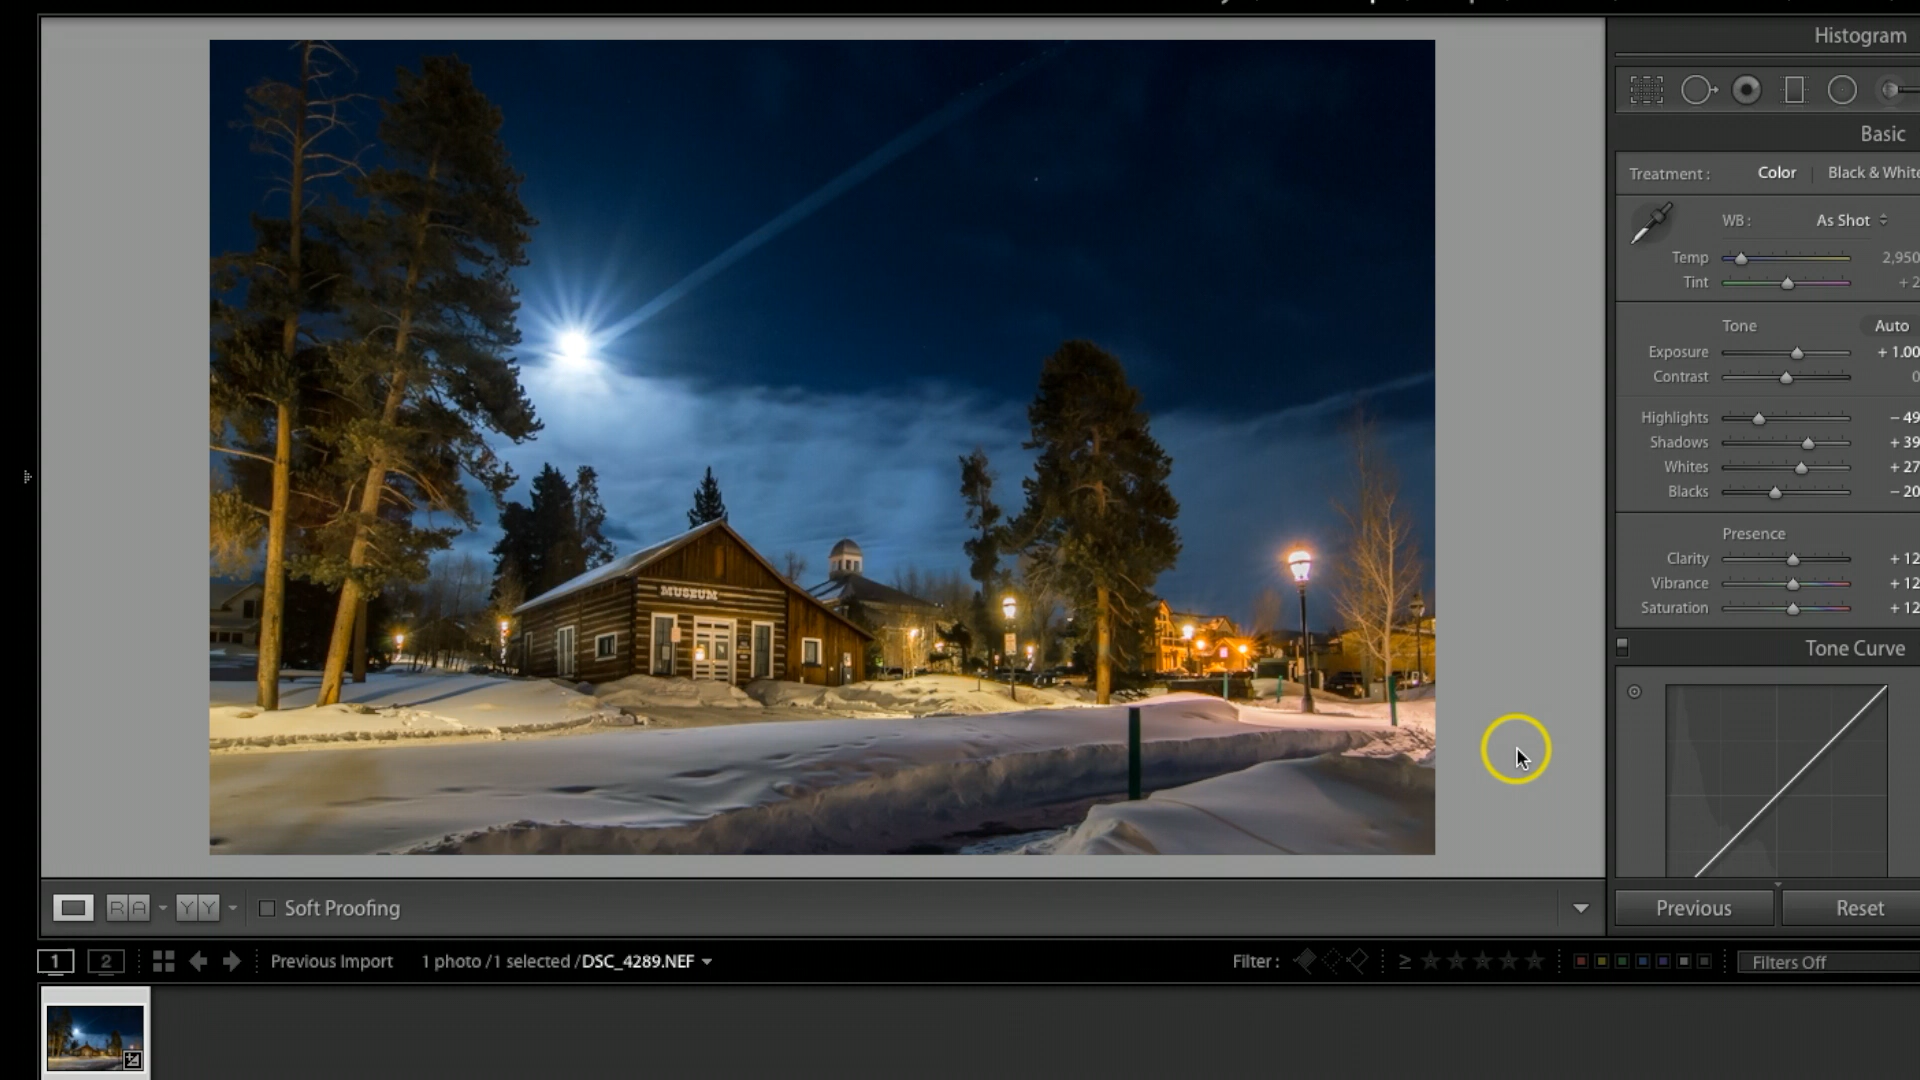 Histogram
Basic
Treatment : Color Black & White
WB : As Shot
Temp 2,950
Tint + 2
Tone Auto
Exposure + 1.00
Contrast 0
Highlights − 49
Shadows + 39
Whites + 27
Blacks − 20
Presence
Clarity + 12
Vibrance + 12
Saturation + 12
Tone Curve
MUSEUM
R A Y Y Soft Proofing
Previous Reset
1 2 Previous Import 1 photo / 1 selected / DSC_4289.NEF Filter : ≥ Filters Off